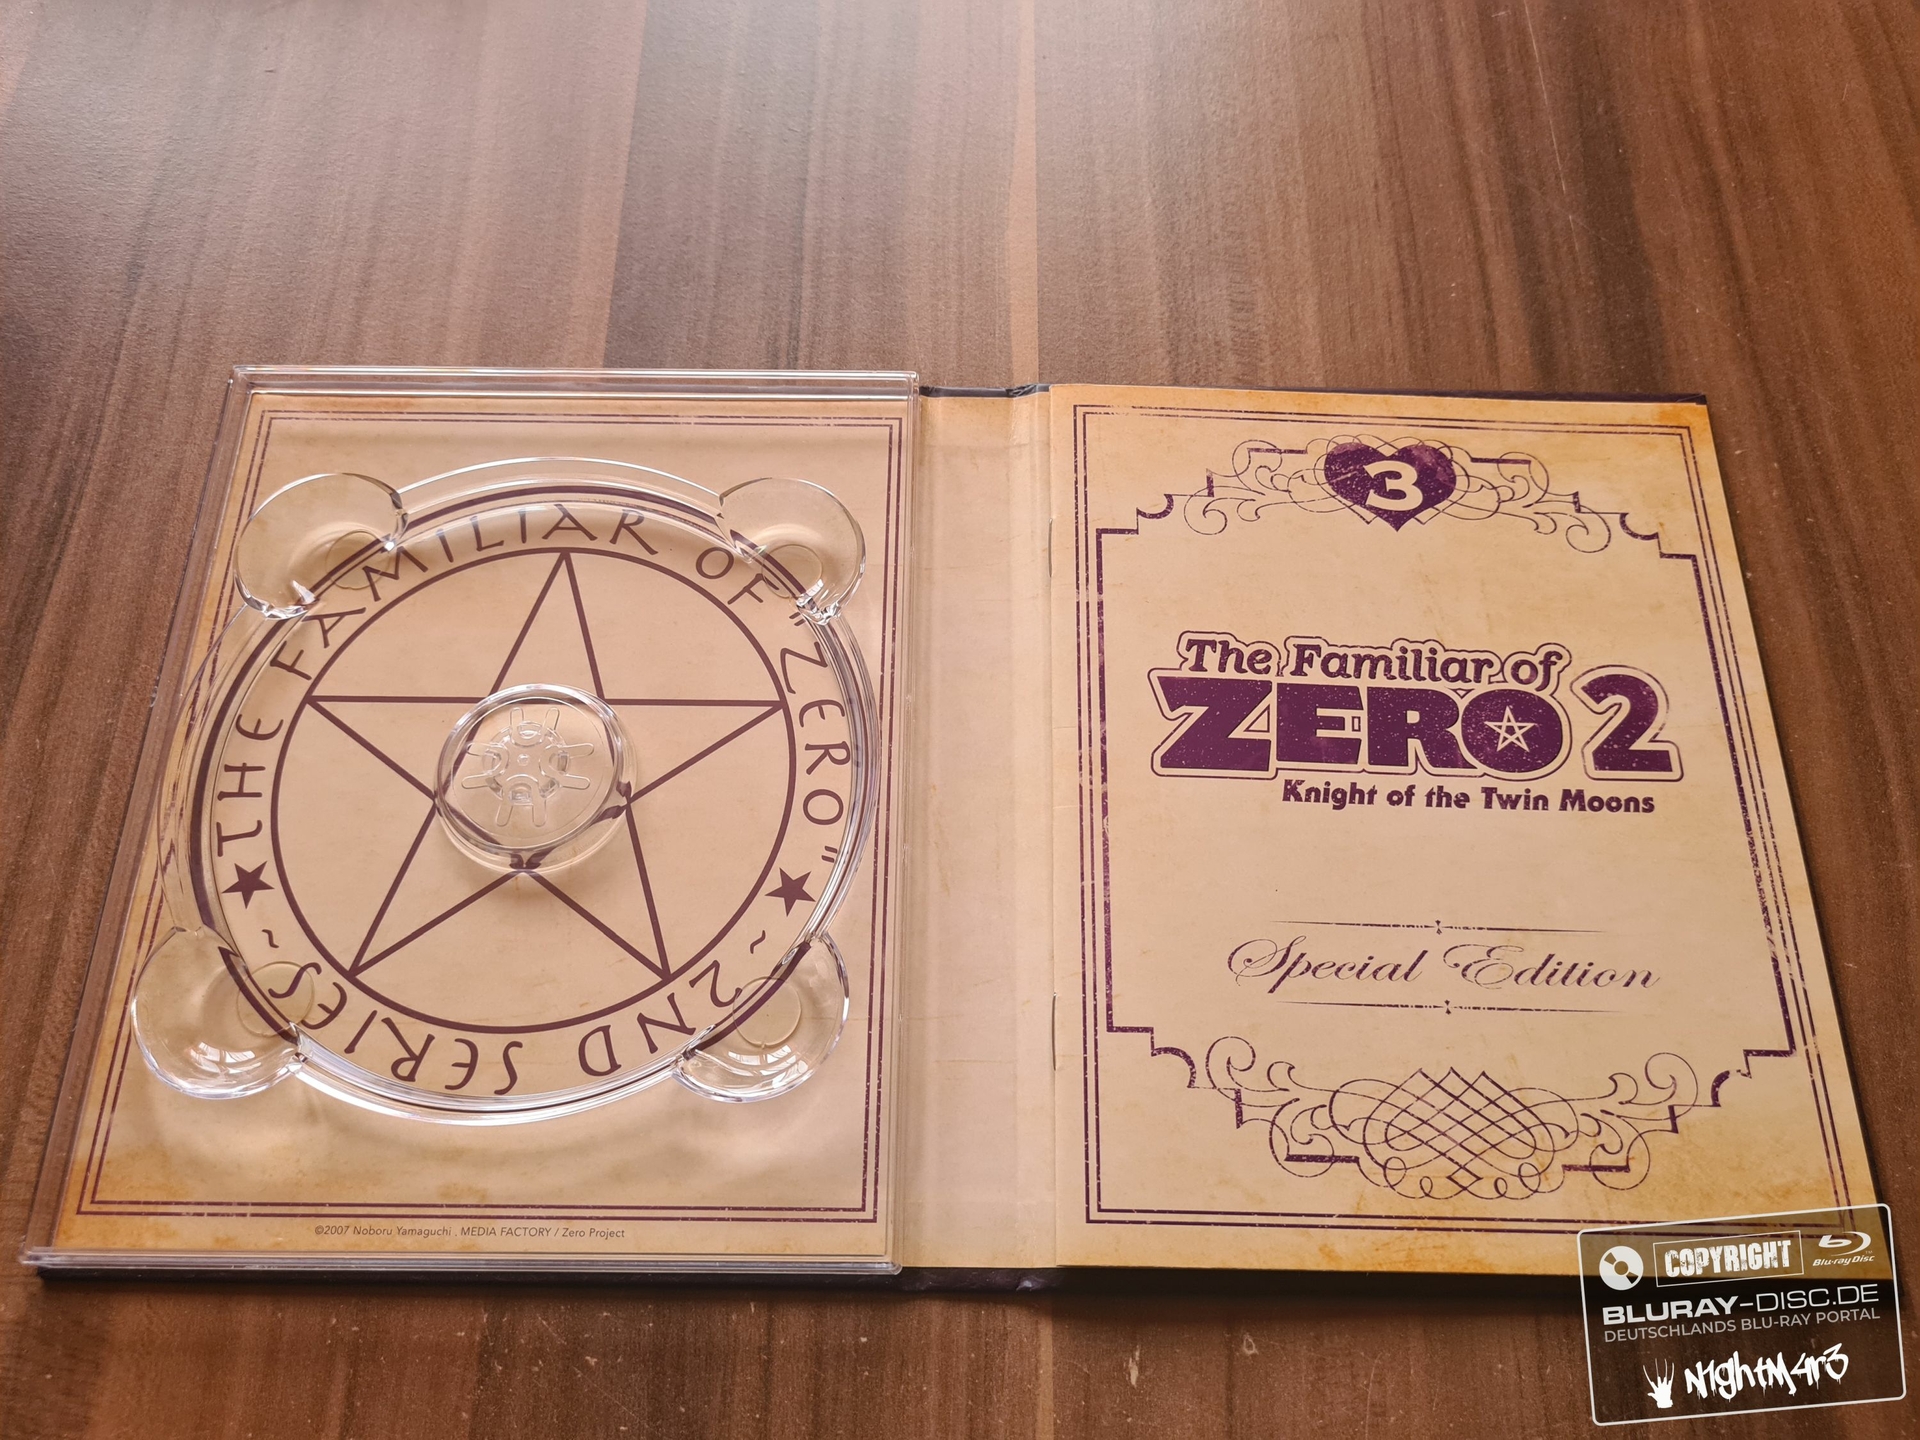 ★ THE FAMILIAR OF "ZERO" ★
~ 2ND SERIES ~
©2007 Noboru Yamaguchi . MEDIA FACTORY / Zero Project
3
The Familiar of
ZERO 2
Knight of the Twin Moons
Special Edition
COPYRIGHT
Blu-ray Disc
BLURAY-DISC.DE
DEUTSCHLANDS BLU-RAY PORTAL
N1ghtM4r3